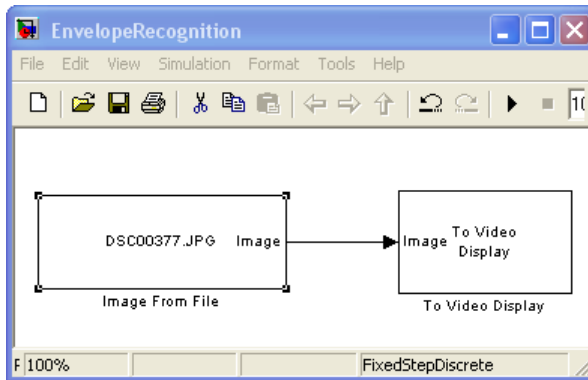 EnvelopeRecognition
File Edit View Simulation Format Tools Help
DSC00377.JPG Image
Image To Video
Display
Image From File
To Video Display
100%
FixedStepDiscrete